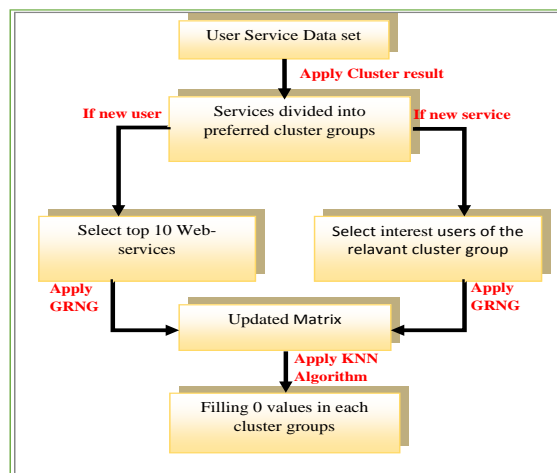 User Service Data set
Apply Cluster result
If new user
Services divided into
preferred cluster groups
If new service
Select top 10 Web-
services
Select interest users of the
relavant cluster group
Apply
GRNG
Apply
GRNG
Updated Matrix
Apply KNN
Algorithm
Filling 0 values in each
cluster groups